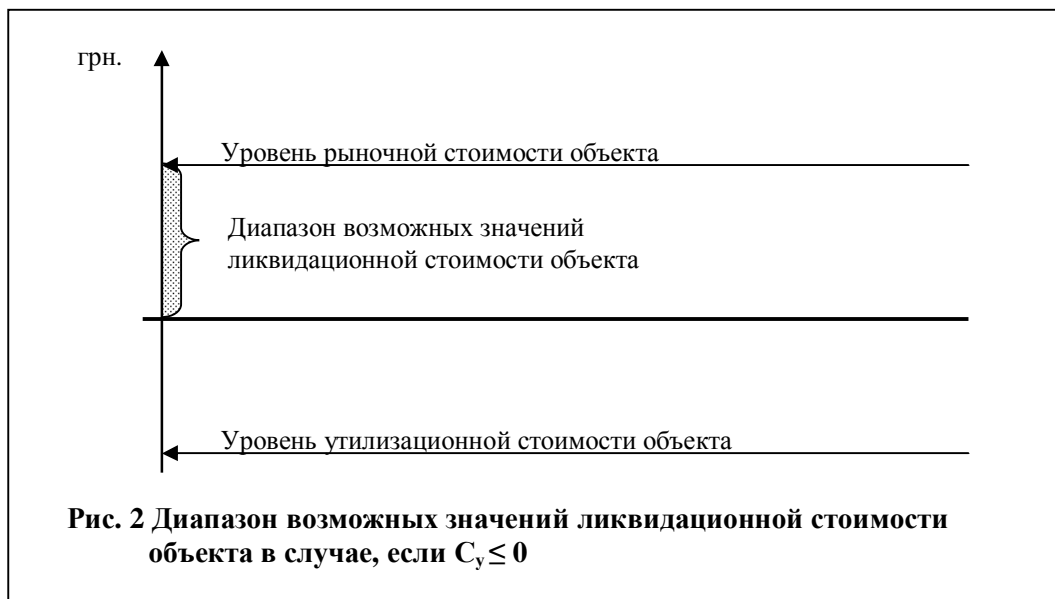 грн.
Уровень рыночной стоимости объекта
Диапазон возможных значений
ликвидационной стоимости объекта
Уровень утилизационной стоимости объекта
Рис. 2 Диапазон возможных значений ликвидационной стоимости
объекта в случае, если Су ≤ 0